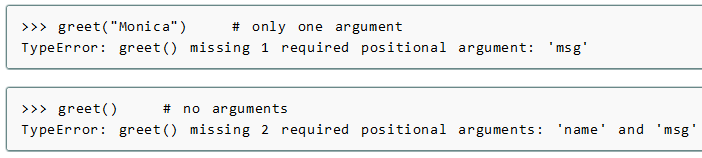 >>> greet("Monica")    # only one argument
TypeError: greet() missing 1 required positional argument: 'msg'
>>> greet()    # no arguments
TypeError: greet() missing 2 required positional arguments: 'name' and 'msg'